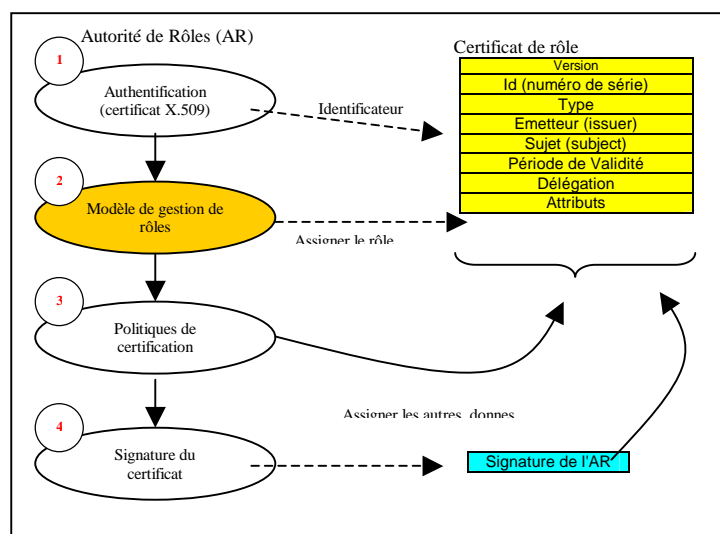 Autorité de Rôles (AR)
1
Authentification
(certificat X.509)
Identificateur
2
Modèle de gestion de
rôles
Assigner le rôle
3
Politiques de
certification
Assigner les autres donnes
4
Signature du
certificat
Certificat de rôle
Version
Id (numéro de série)
Type
Emetteur (issuer)
Sujet (subject)
Période de Validité
Délégation
Attributs
Signature de l'AR